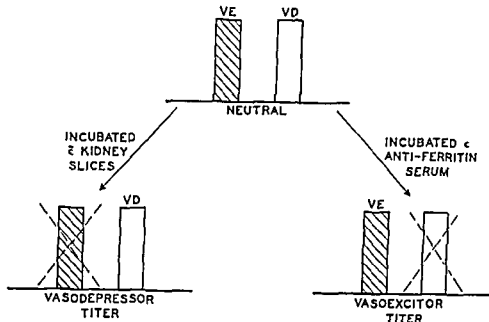 VE VD
NEUTRAL
INCUBATED
c̄ KIDNEY
SLICES
INCUBATED c
ANTI-FERRITIN
SERUM
VD
VASODEPRESSOR
TITER
VE
VASOEXCITOR
TITER